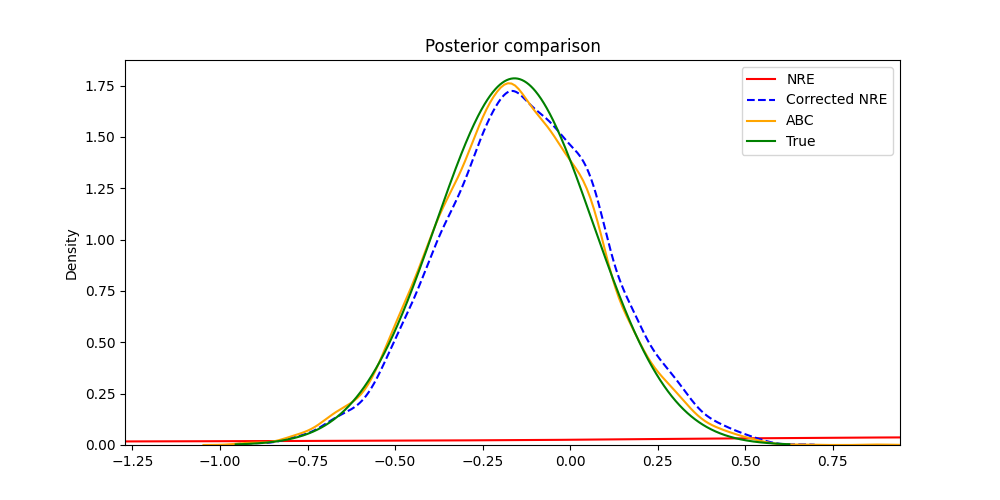 Posterior comparison
NRE
Corrected NRE
ABC
True
Density
1.75
1.50
1.25
1.00
0.75
0.50
0.25
0.00
−1.25 −1.00 −0.75 −0.50 −0.25 0.00 0.25 0.50 0.75